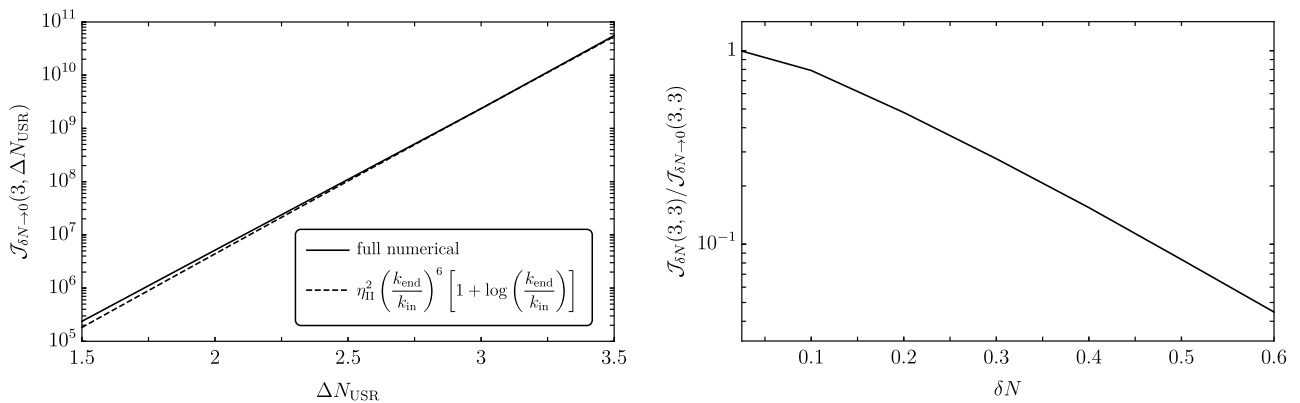 10^11
10^10
10^9
10^8
10^7
10^6
10^5
𝒥_{δN→0}(3, ΔN_USR)
full numerical
η_II^2 (k_end/k_in)^6 [1 + log (k_end/k_in)]
1.5 2 2.5 3 3.5
ΔN_USR
1
10^−1
𝒥_{δN}(3, 3)/𝒥_{δN→0}(3, 3)
0.1 0.2 0.3 0.4 0.5 0.6
δN